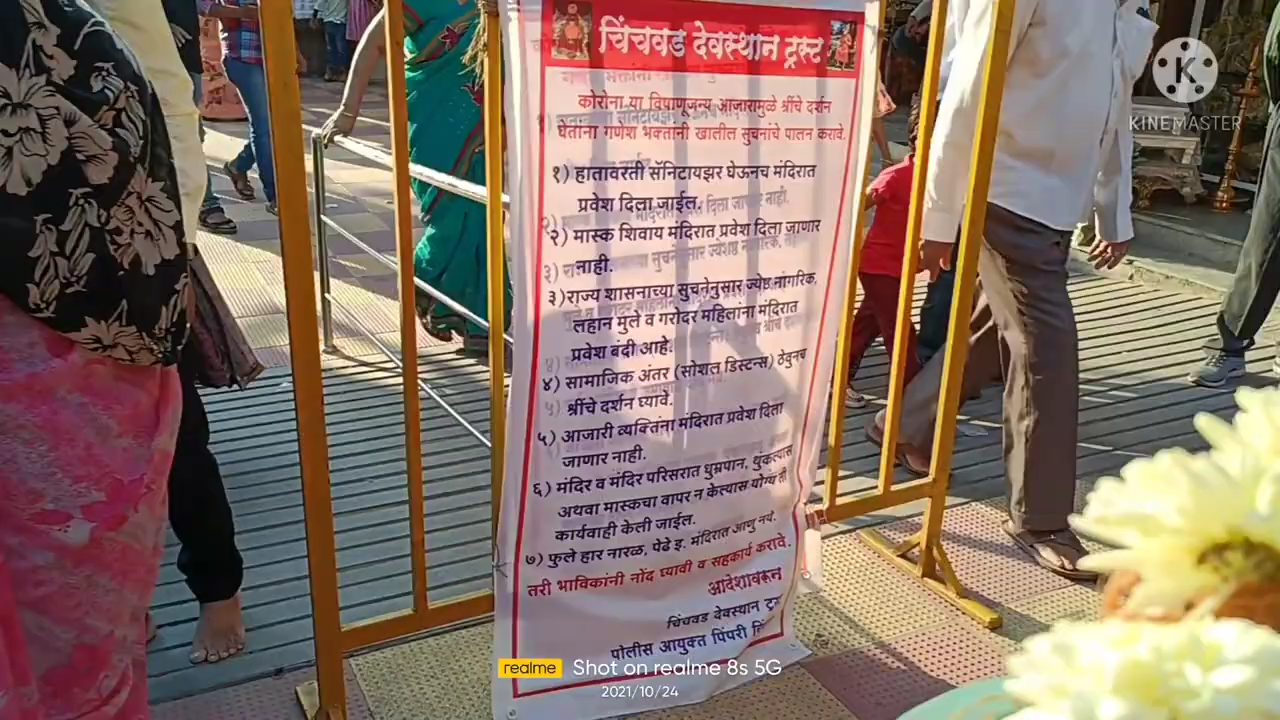 चिंचवड देवस्थान ट्रस्ट
कोरोना या विषाणूजन्य आजारामुळे श्रींचे दर्शन
घेताना गणेश भक्तांनी खालील सुचनांचे पालन करावे.
१) हातावरती सॅनिटायझर घेऊनच मंदिरात
प्रवेश दिला जाईल.
२) मास्क शिवाय मंदिरात प्रवेश दिला जाणार
नाही.
३) राज्य शासनाच्या सुचनेनुसार ज्येष्ठ नागरिक,
लहान मुले व गरोदर महिलांना मंदिरात
प्रवेश बंदी आहे.
४) सामाजिक अंतर (सोशल डिस्टन्स) ठेवुनच
श्रींचे दर्शन घ्यावे.
५) आजारी व्यक्तिंना मंदिरात प्रवेश दिला
जाणार नाही.
६) मंदिर व मंदिर परिसरात धुम्रपान, थुंकल्यास
अथवा मास्कचा वापर न केल्यास योग्य ती
कार्यवाही केली जाईल.
७) फुले हार नारळ, पेढे इ. मंदिरात आणु नये.
तरी भाविकांनी नोंद घ्यावी व सहकार्य करावे.
आदेशावरून
चिंचवड देवस्थान
पोलीस आयुक्त पिंपरी
K
KINEMASTER
realme Shot on realme 8s 5G
2021/10/24